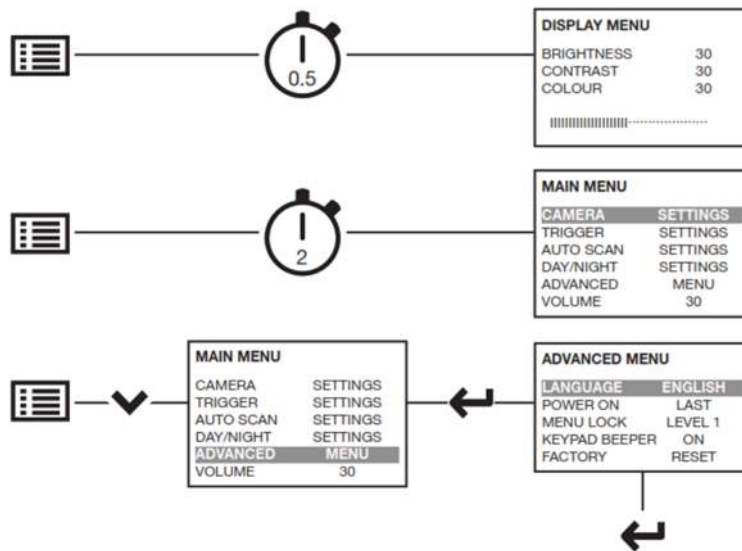 0.5
DISPLAY MENU
BRIGHTNESS 30
CONTRAST 30
COLOUR 30
2
MAIN MENU
CAMERA SETTINGS
TRIGGER SETTINGS
AUTO SCAN SETTINGS
DAY/NIGHT SETTINGS
ADVANCED MENU
VOLUME 30
MAIN MENU
CAMERA SETTINGS
TRIGGER SETTINGS
AUTO SCAN SETTINGS
DAY/NIGHT SETTINGS
ADVANCED MENU
VOLUME 30
ADVANCED MENU
LANGUAGE ENGLISH
POWER ON LAST
MENU LOCK LEVEL 1
KEYPAD BEEPER ON
FACTORY RESET